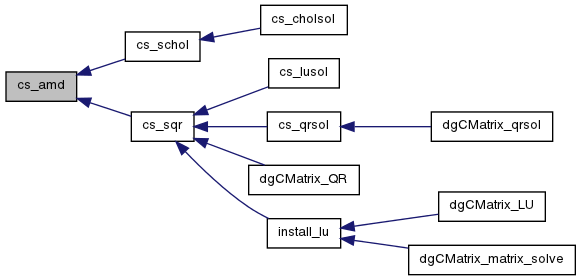 cs_cholsol
cs_schol
cs_lusol
cs_amd
cs_sqr
cs_qrsol
dgCMatrix_qrsol
dgCMatrix_QR
dgCMatrix_LU
install_lu
dgCMatrix_matrix_solve